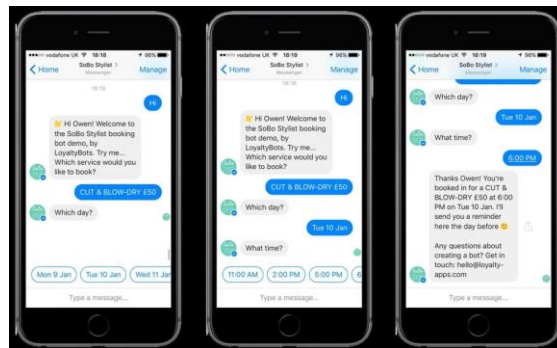 vodafone UK 18:18 96%
Home
SoBo Stylist >
Messenger
Manage
18:18
Hi
Hi Owen! Welcome to
the SoBo Stylist booking
bot demo, by
LoyaltyBots. Try me...
Which service would you
like to book?
CUT & BLOW-DRY £50
Which day?
Mon 9 Jan
Tue 10 Jan
Wed 11 Jan
Type a message...
vodafone UK 18:19 96%
Home
SoBo Stylist >
Messenger
Manage
18:18
Hi
Hi Owen! Welcome to
the SoBo Stylist booking
bot demo, by
LoyaltyBots. Try me...
Which service would you
like to book?
CUT & BLOW-DRY £50
Which day?
Tue 10 Jan
What time?
11:00 AM
2:00 PM
5:00 PM
6
Type a message...
vodafone UK 18:19 96%
Home
SoBo Stylist >
Messenger
Manage
Which day?
Tue 10 Jan
What time?
6:00 PM
Thanks Owen! You're
booked in for a CUT &
BLOW-DRY £50 at 6:00
PM on Tue 10 Jan. I'll
send you a reminder
here the day before
Any questions about
creating a bot? Get in
touch: hello@loyalty-
apps.com
Type a message...